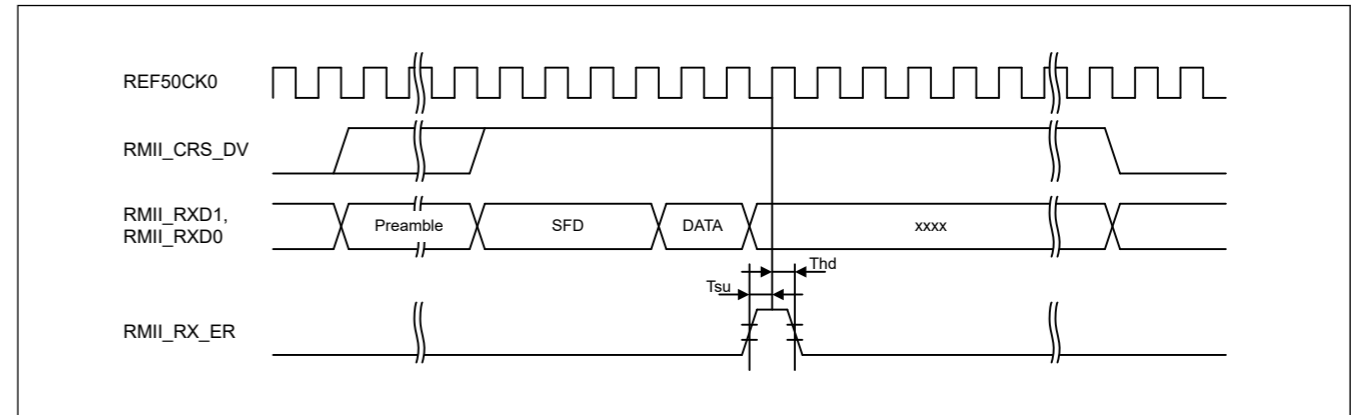 REF50CK0
RMII_CRS_DV
RMII_RXD1,
RMII_RXD0
Preamble
SFD
DATA
xxxx
Thd
Tsu
RMII_RX_ER